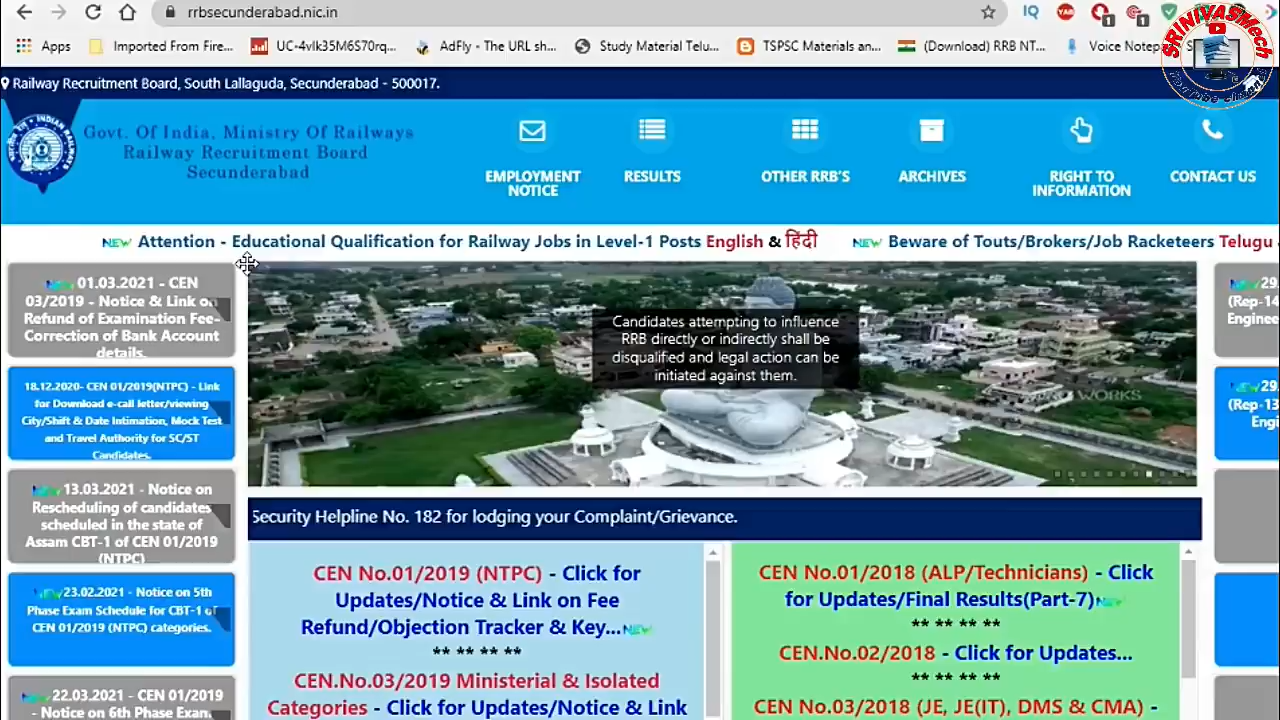 rrbsecunderabad.nic.in
Apps
Imported From Fire...
UC-4vlk35M6S70rq...
AdFly - The URL sh...
Study Material Telu...
TSPSC Materials an...
(Download) RRB NT...
Voice Notep
SRINIVASMech
Railway Recruitment Board, South Lallaguda, Secunderabad - 500017.
Govt. Of India, Ministry Of Railways
Railway Recruitment Board
Secunderabad
EMPLOYMENT
NOTICE
RESULTS
OTHER RRB'S
ARCHIVES
RIGHT TO
INFORMATION
CONTACT US
NEW Attention - Educational Qualification for Railway Jobs in Level-1 Posts English & हिंदी
NEW Beware of Touts/Brokers/Job Racketeers Telugu
01.03.2021 - CEN
03/2019 - Notice & Link on
Refund of Examination Fee-
Correction of Bank Account
details.
18.12.2020- CEN 01/2019(NTPC) - Link
for Download e-call letter/viewing
City/Shift & Date Intimation, Mock Test
and Travel Authority for SC/ST
Candidates.
13.03.2021 - Notice on
Rescheduling of candidates
scheduled in the state of
Assam CBT-1 of CEN 01/2019
(NTPC)
23.02.2021 - Notice on 5th
Phase Exam Schedule for CBT-1 of
CEN 01/2019 (NTPC) categories.
22.03.2021 - CEN 01/2019
- Notice on 6th Phase Exam
Candidates attempting to influence
RRB directly or indirectly shall be
disqualified and legal action can be
initiated against them.
Security Helpline No. 182 for lodging your Complaint/Grievance.
CEN No.01/2019 (NTPC) - Click for
Updates/Notice & Link on Fee
Refund/Objection Tracker & Key...NEW
** ** ** **
CEN.No.03/2019 Ministerial & Isolated
Categories - Click for Updates/Notice & Link
CEN No.01/2018 (ALP/Technicians) - Click
for Updates/Final Results(Part-7)NEW
** ** ** **
CEN.No.02/2018 - Click for Updates...
** ** ** **
CEN No.03/2018 (JE, JE(IT), DMS & CMA) -
29.
(Rep-14
Engine
29
(Rep-13
Engi